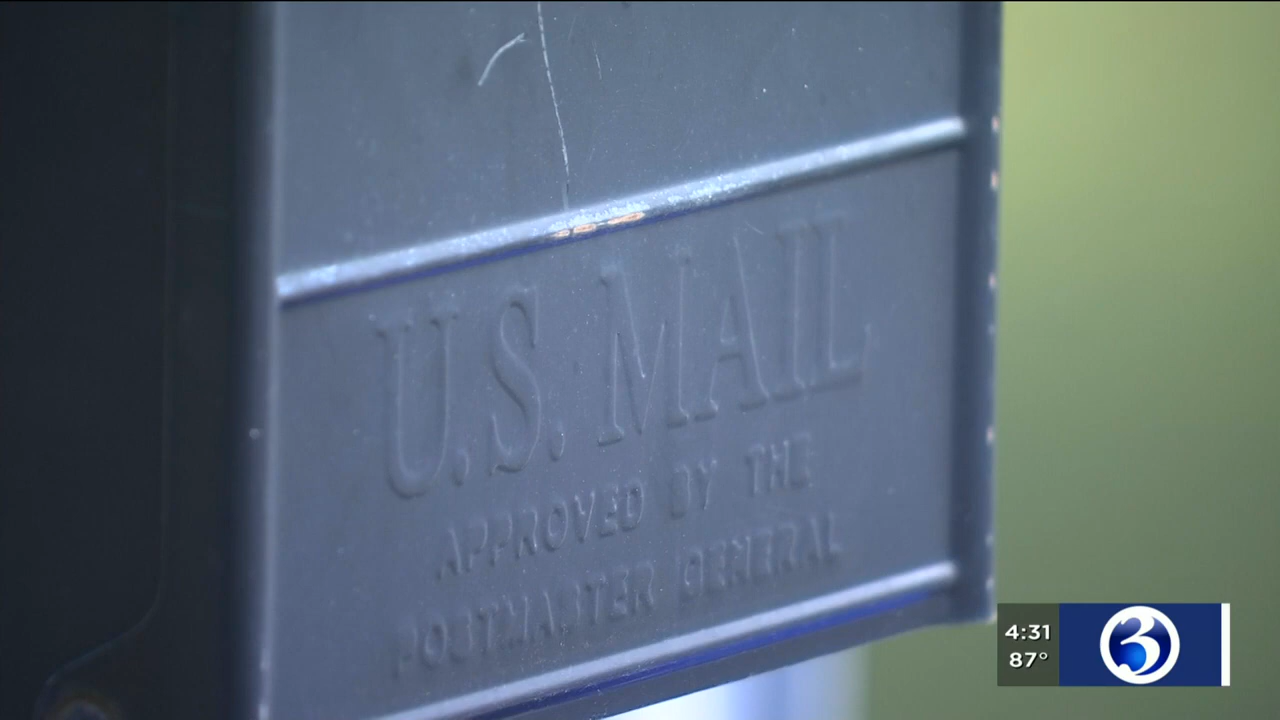 U.S. MAIL
APPROVED BY THE
POSTMASTER GENERAL
4:31
87°
3